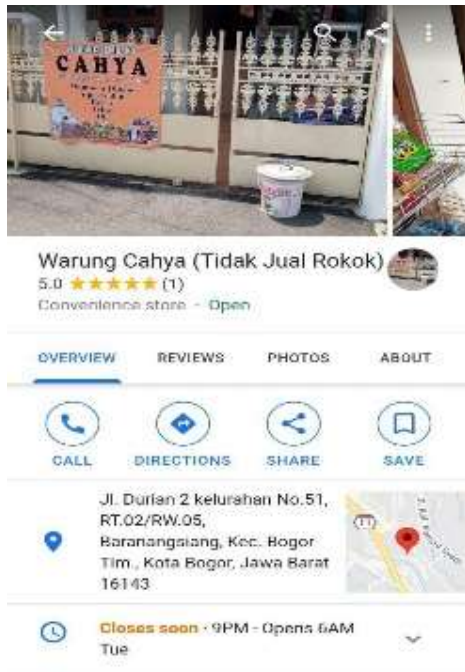 CAHYA
Warung Cahya (Tidak Jual Rokok)
5.0 (1)
Convenience store · Open
OVERVIEW REVIEWS PHOTOS ABOUT
CALL DIRECTIONS SHARE SAVE
Jl. Durian 2 kelurahan No.51,
RT.02/RW.05,
Baranangsiang, Kec. Bogor
Tim., Kota Bogor, Jawa Barat
16143
Closes soon · 9PM · Opens 6AM
Tue